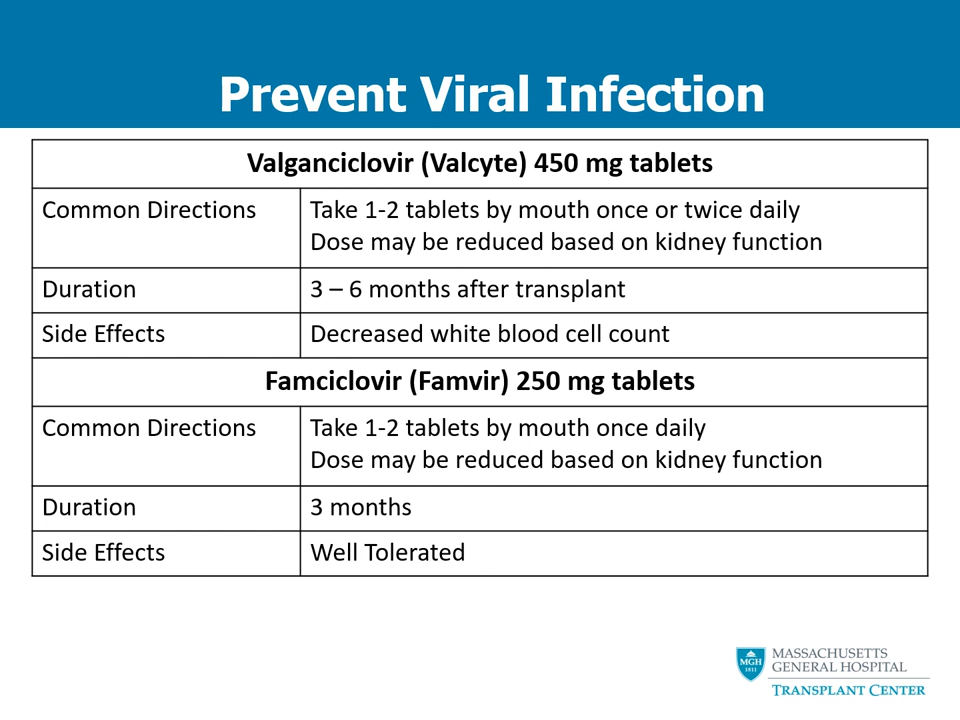 Prevent Viral Infection
Valganciclovir (Valcyte) 450 mg tablets
Common Directions
Take 1-2 tablets by mouth once or twice daily
Dose may be reduced based on kidney function
Duration
3 – 6 months after transplant
Side Effects
Decreased white blood cell count
Famciclovir (Famvir) 250 mg tablets
Common Directions
Take 1-2 tablets by mouth once daily
Dose may be reduced based on kidney function
Duration
3 months
Side Effects
Well Tolerated
MGH
1811
MASSACHUSETTS
GENERAL HOSPITAL
TRANSPLANT CENTER